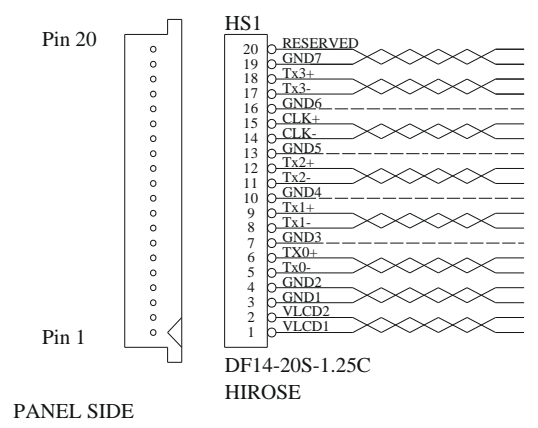 HS1
Pin 20
20 RESERVED
19 GND7
18 Tx3+
17 Tx3-
16 GND6
15 CLK+
14 CLK-
13 GND5
12 Tx2+
11 Tx2-
10 GND4
9 Tx1+
8 Tx1-
7 GND3
6 TX0+
5 Tx0-
4 GND2
3 GND1
2 VLCD2
1 VLCD1
Pin 1
DF14-20S-1.25C
HIROSE
PANEL SIDE